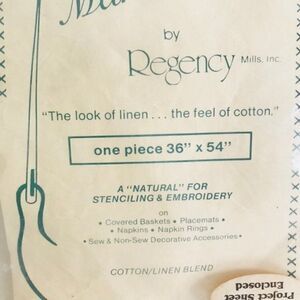 by
Regency Mills, Inc.
"The look of linen . . . the feel of cotton."
one piece 36" x 54"
A "NATURAL" FOR
STENCILING & EMBROIDERY
on
• Covered Baskets • Placemats •
• Napkins • Napkin Rings •
• Sew & Non-Sew Decorative Accessories •
COTTON/LINEN BLEND
Project Sheet
Enclosed